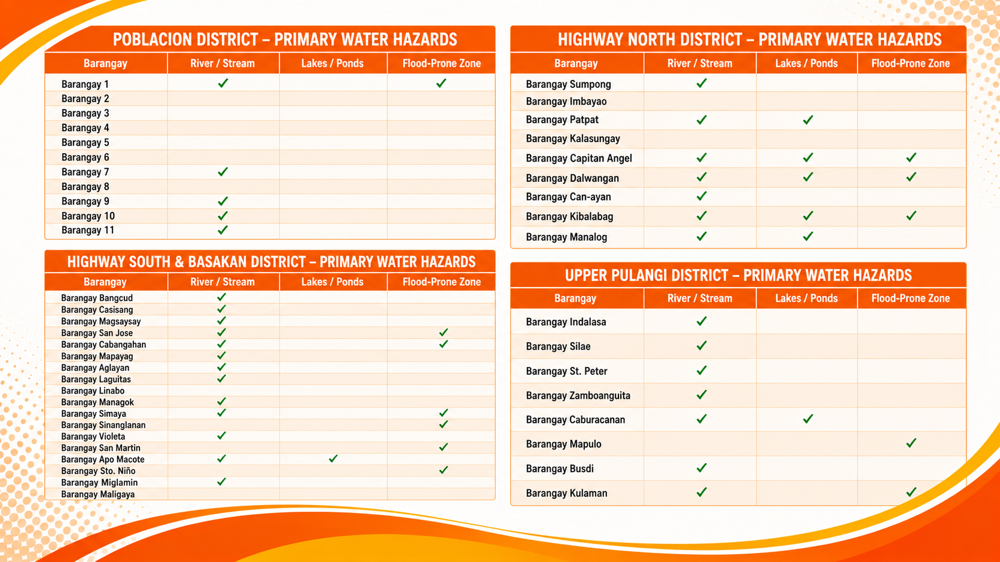 POBLACION DISTRICT – PRIMARY WATER HAZARDS
Barangay River / Stream Lakes / Ponds Flood-Prone Zone
Barangay 1 ✓ ✓
Barangay 2
Barangay 3
Barangay 4
Barangay 5
Barangay 6
Barangay 7 ✓
Barangay 8
Barangay 9 ✓
Barangay 10 ✓
Barangay 11 ✓
HIGHWAY SOUTH & BASAKAN DISTRICT – PRIMARY WATER HAZARDS
Barangay River / Stream Lakes / Ponds Flood-Prone Zone
Barangay Bangcud ✓
Barangay Casisang ✓
Barangay Magsaysay ✓
Barangay San Jose ✓ ✓
Barangay Cabangahan ✓ ✓
Barangay Mapayag ✓
Barangay Aglayan ✓
Barangay Laguitas ✓
Barangay Linabo
Barangay Managok ✓
Barangay Simaya ✓ ✓
Barangay Sinanglanan ✓
Barangay Violeta ✓
Barangay San Martin ✓
Barangay Apo Macote ✓ ✓
Barangay Sto. Niño ✓
Barangay Miglamin ✓
Barangay Maligaya
HIGHWAY NORTH DISTRICT – PRIMARY WATER HAZARDS
Barangay River / Stream Lakes / Ponds Flood-Prone Zone
Barangay Sumpong ✓
Barangay Imbayao
Barangay Patpat ✓ ✓
Barangay Kalasungay
Barangay Capitan Angel ✓ ✓ ✓
Barangay Dalwangan ✓ ✓ ✓
Barangay Can-ayan ✓
Barangay Kibalabag ✓ ✓ ✓
Barangay Manalog ✓ ✓
UPPER PULANGI DISTRICT – PRIMARY WATER HAZARDS
Barangay River / Stream Lakes / Ponds Flood-Prone Zone
Barangay Indalasa ✓
Barangay Silae ✓
Barangay St. Peter ✓
Barangay Zamboanguita ✓
Barangay Caburacanan ✓ ✓
Barangay Mapulo ✓
Barangay Busdi ✓
Barangay Kulaman ✓ ✓